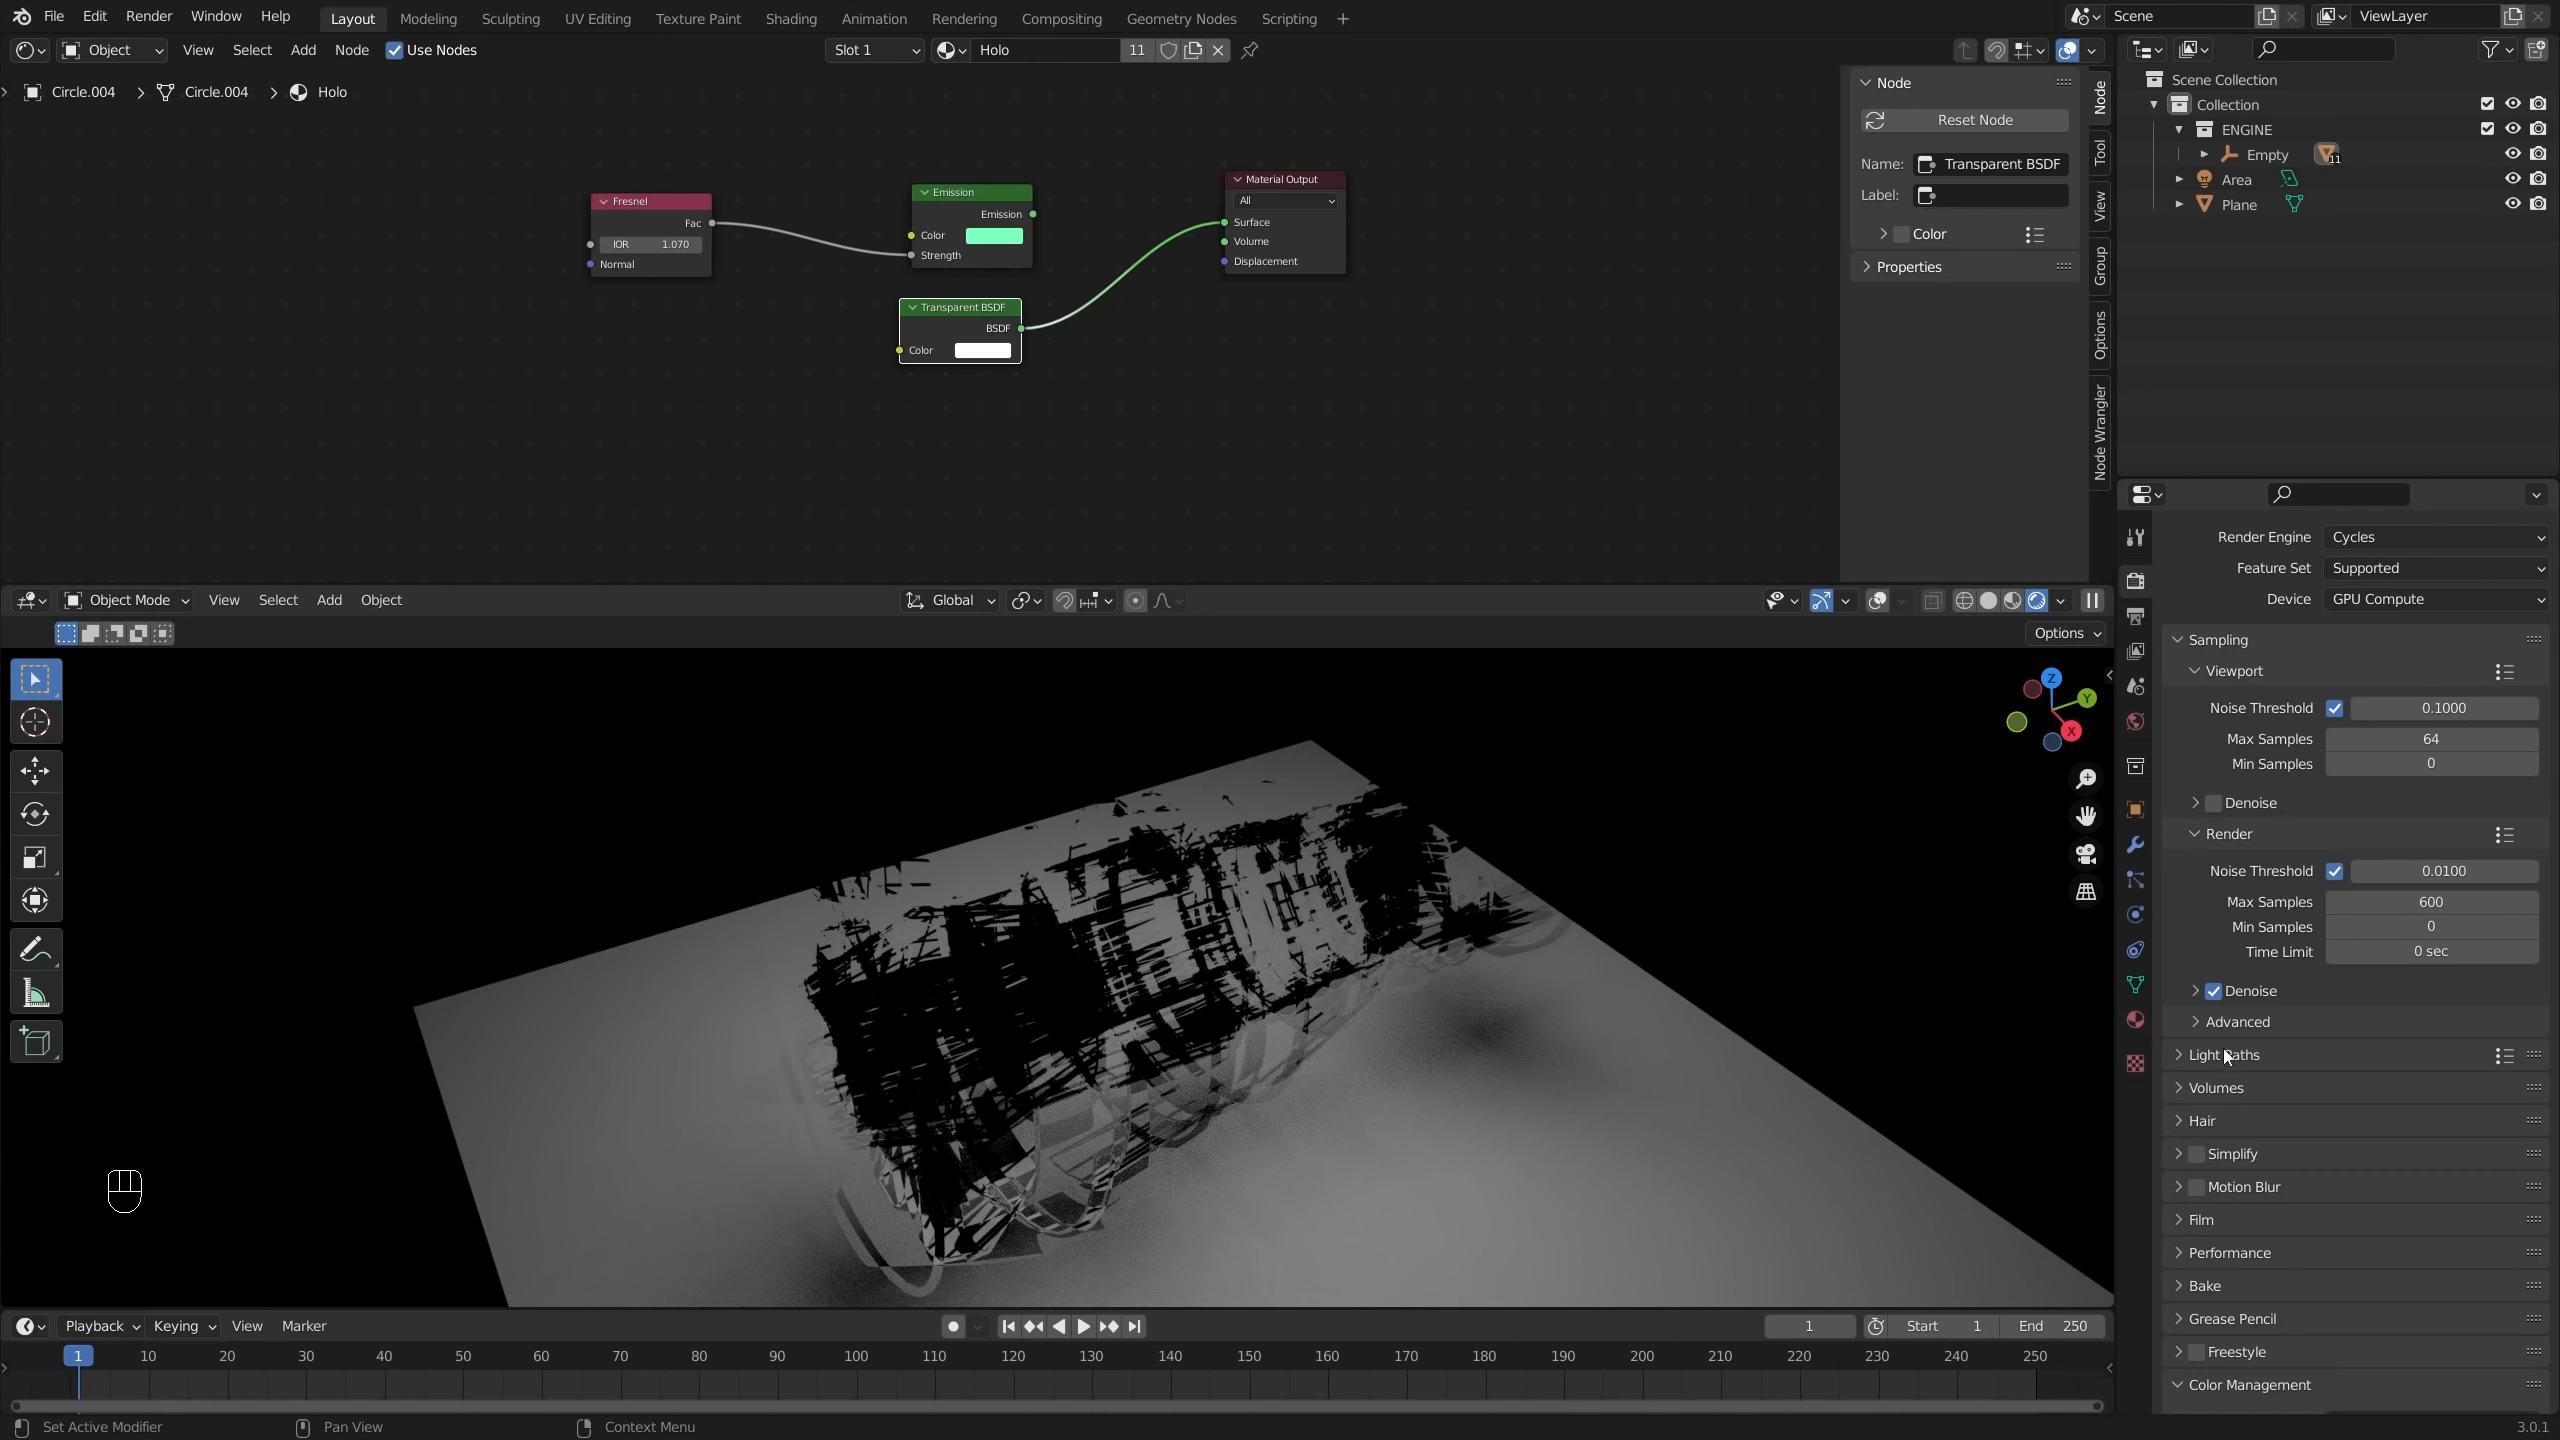 File Edit Render Window Help Layout Modeling Sculpting UV Editing Texture Paint Shading Animation Rendering Compositing Geometry Nodes Scripting + Scene ViewLayer
Object View Select Add Node Use Nodes Slot 1 Holo 11
Circle.004 > Circle.004 > Holo
Fresnel
Fac
IOR 1.070
Normal
Emission
Emission
Color
Strength
Transparent BSDF
BSDF
Color
Material Output
All
Surface
Volume
Displacement
Node
Reset Node
Name: Transparent BSDF
Label:
Color
Properties
Node
Tool
View
Group
Options
Node Wrangler
Scene Collection
Collection
ENGINE
Empty 11
Area
Plane
Render Engine Cycles
Feature Set Supported
Device GPU Compute
Sampling
Viewport
Noise Threshold 0.1000
Max Samples 64
Min Samples 0
Denoise
Render
Noise Threshold 0.0100
Max Samples 600
Min Samples 0
Time Limit 0 sec
Denoise
Advanced
Light Paths
Volumes
Hair
Simplify
Motion Blur
Film
Performance
Bake
Grease Pencil
Freestyle
Color Management
Object Mode View Select Add Object Global
Options
Z
Y
X
Playback Keying View Marker 1 Start 1 End 250
1 10 20 30 40 50 60 70 80 90 100 110 120 130 140 150 160 170 180 190 200 210 220 230 240 250
Set Active Modifier Pan View Context Menu 3.0.1